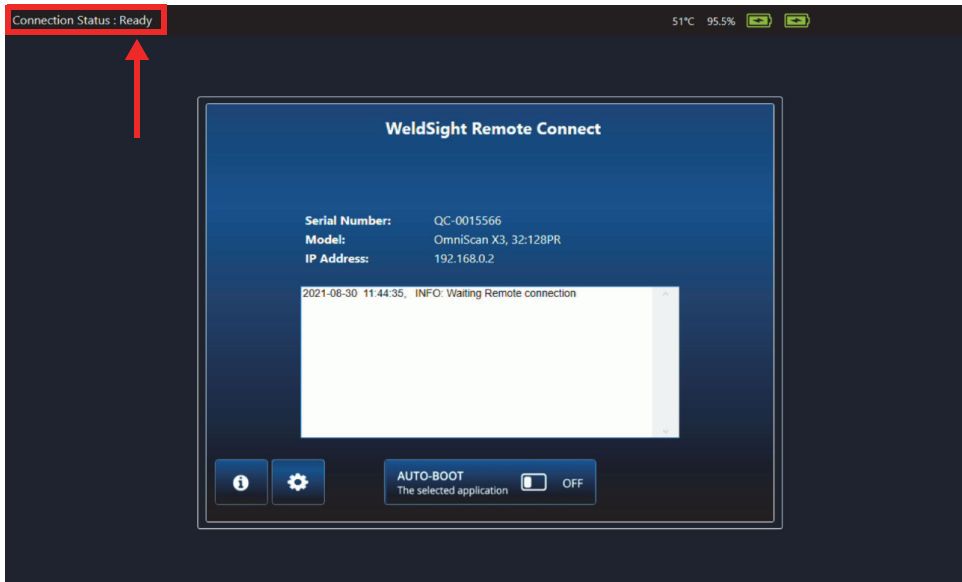 Connection Status : Ready
51°C 95.5%
WeldSight Remote Connect
Serial Number: QC-0015566
Model: OmniScan X3, 32:128PR
IP Address: 192.168.0.2
2021-08-30 11:44:35, INFO: Waiting Remote connection
AUTO-BOOT
The selected application OFF